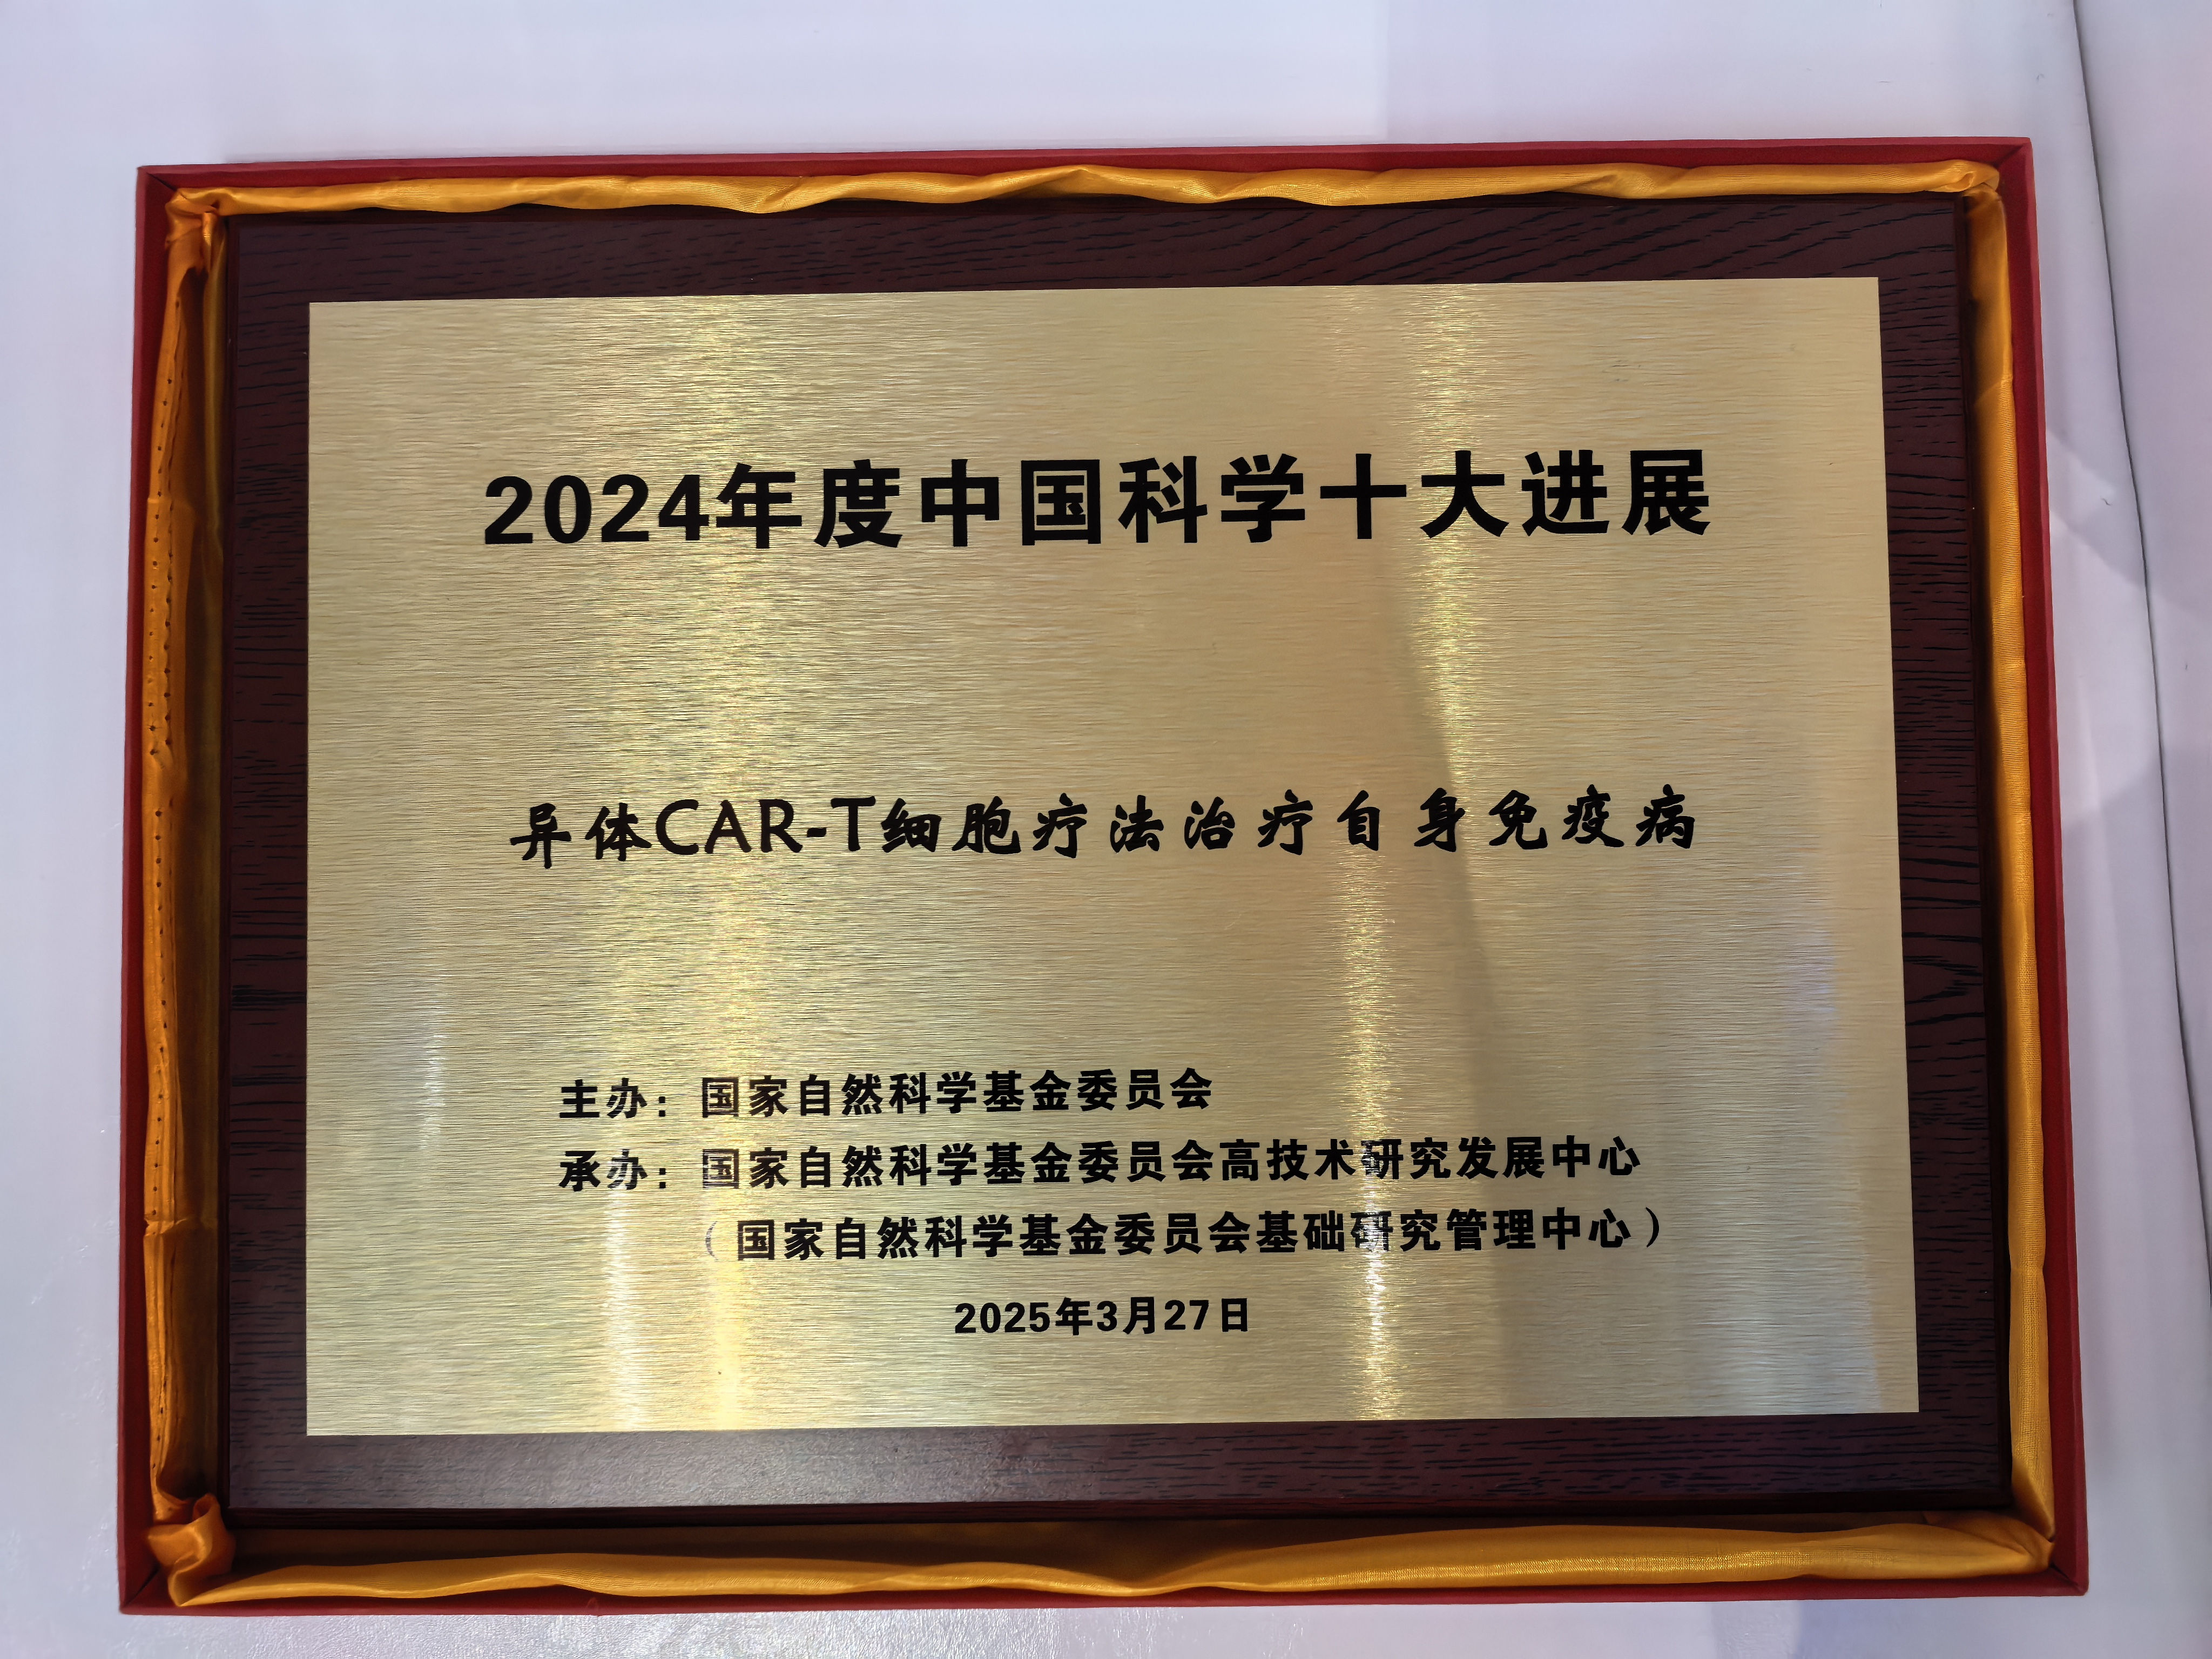 2024年度中国科学十大进展
异体CAR-T细胞疗法治疗自身免疫病
主办：国家自然科学基金委员会
承办：国家自然科学基金委员会高技术研究发展中心
（国家自然科学基金委员会基础研究管理中心）
2025年3月27日